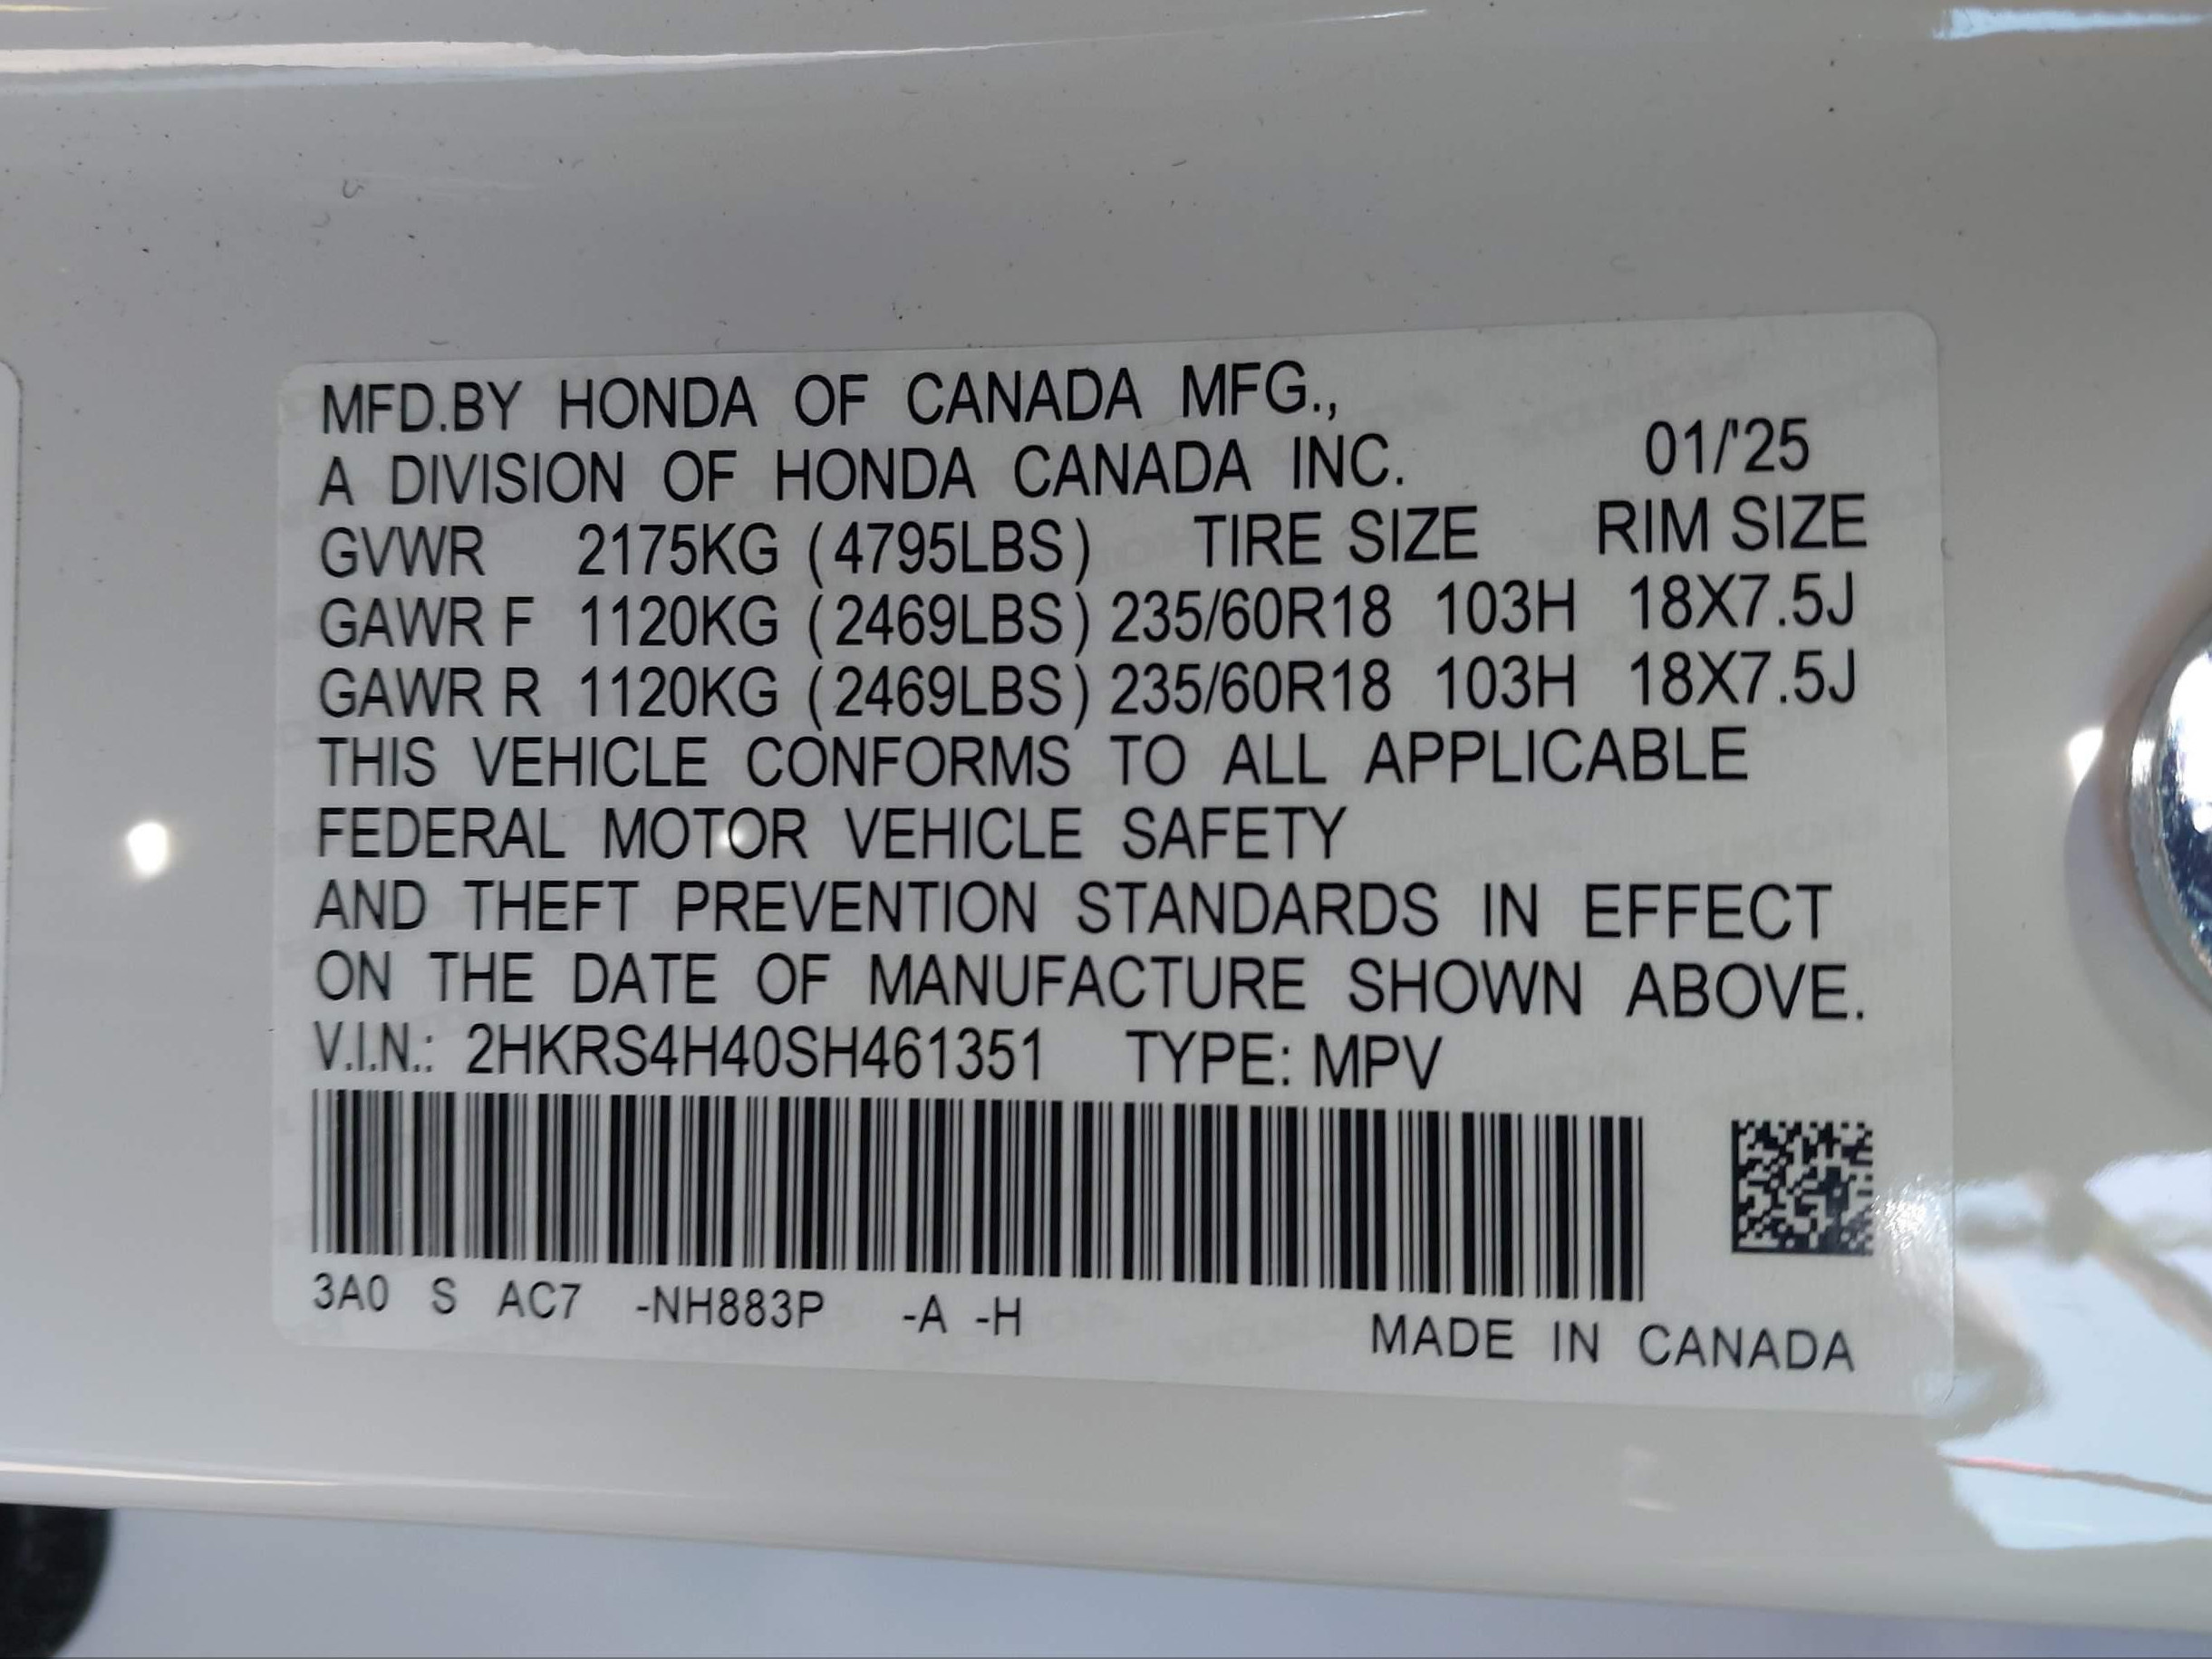 MFD.BY HONDA OF CANADA MFG.,
A DIVISION OF HONDA CANADA INC. 01/'25
GVWR 2175KG (4795LBS) TIRE SIZE RIM SIZE
GAWR F 1120KG (2469LBS) 235/60R18 103H 18X7.5J
GAWR R 1120KG (2469LBS) 235/60R18 103H 18X7.5J
THIS VEHICLE CONFORMS TO ALL APPLICABLE
FEDERAL MOTOR VEHICLE SAFETY
AND THEFT PREVENTION STANDARDS IN EFFECT
ON THE DATE OF MANUFACTURE SHOWN ABOVE.
V.I.N.: 2HKRS4H40SH461351 TYPE: MPV
3A0 S AC7 -NH883P -A -H
MADE IN CANADA